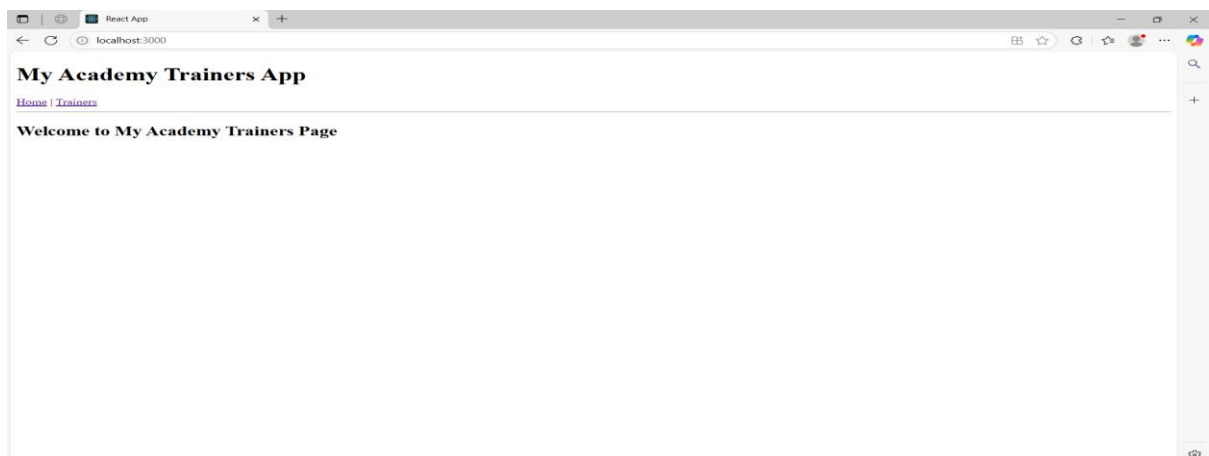 React App
localhost:3000
My Academy Trainers App
Home | Trainers
Welcome to My Academy Trainers Page